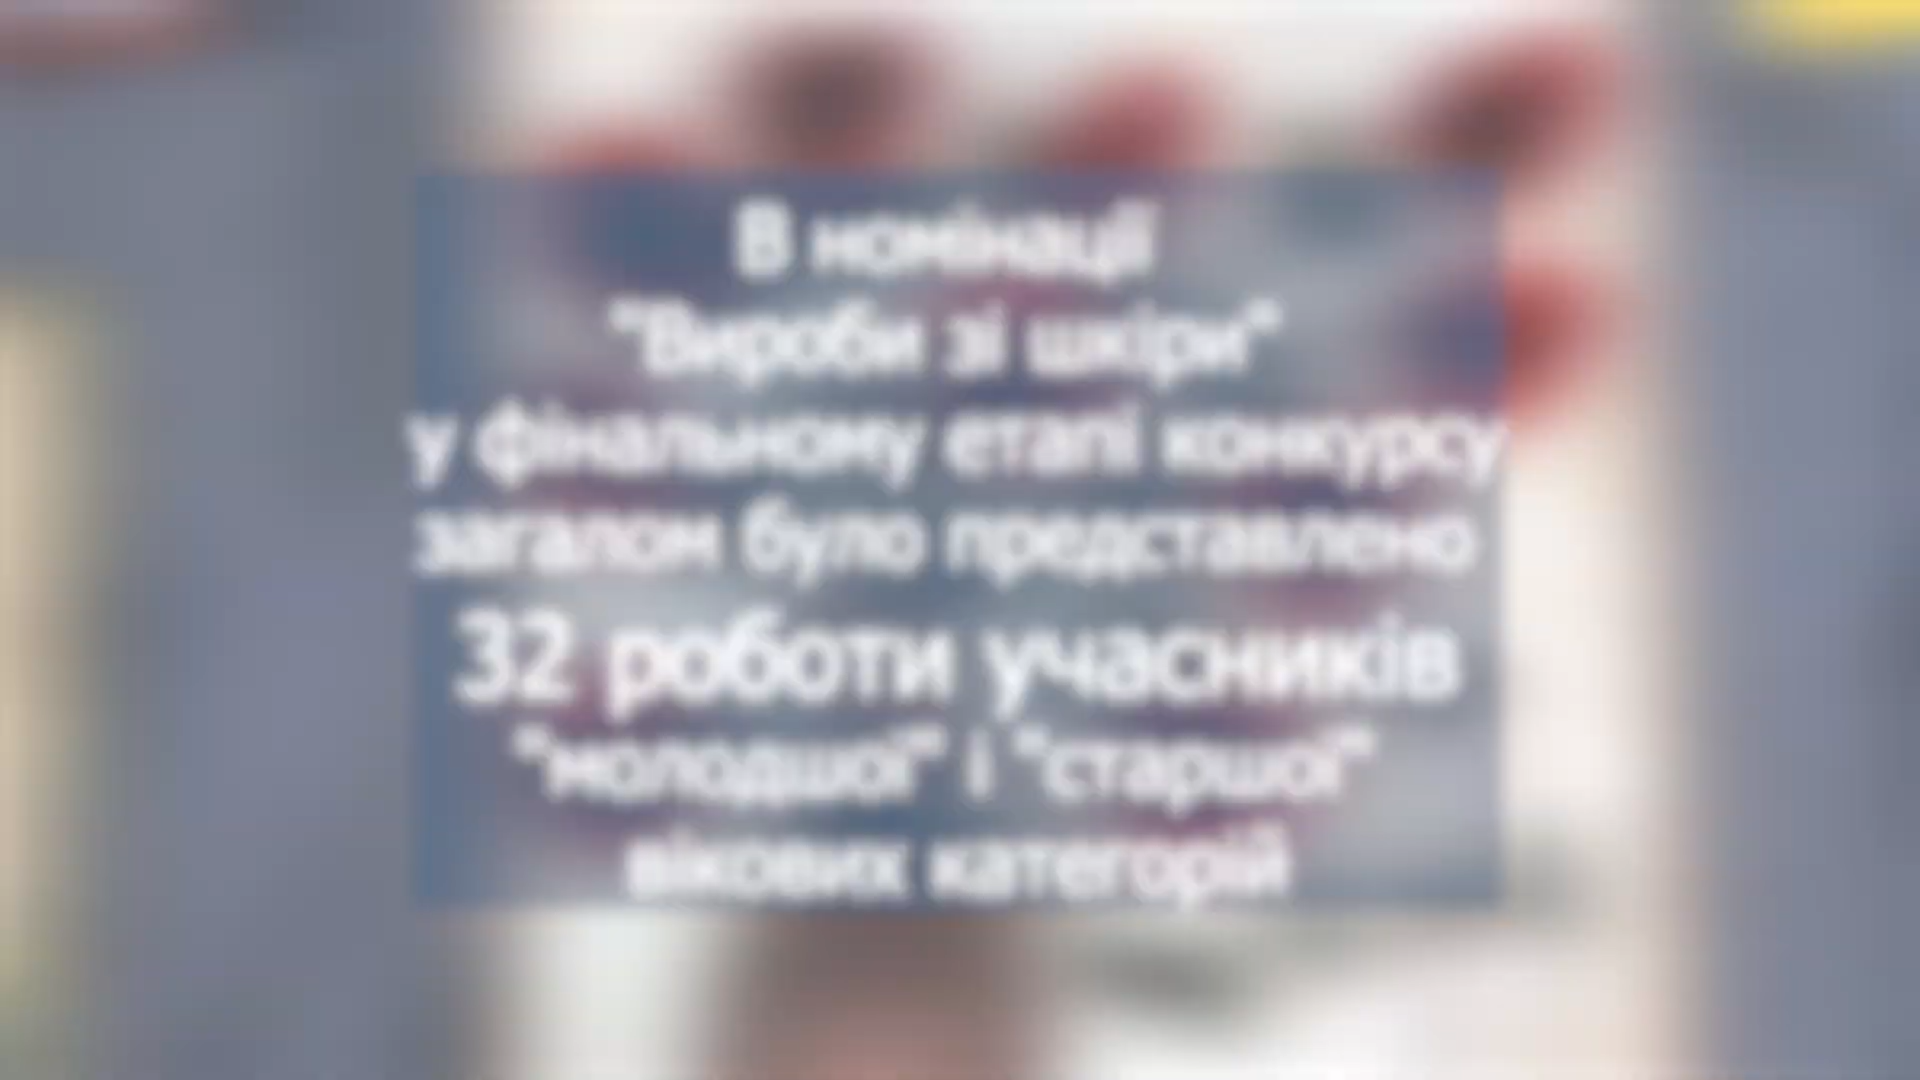 В номінації
"Вироби зі шкіри"
у фінальному етапі конкурсу
загалом було представлено
32 роботи учасників
"молодшої" і "старшої"
вікових категорій